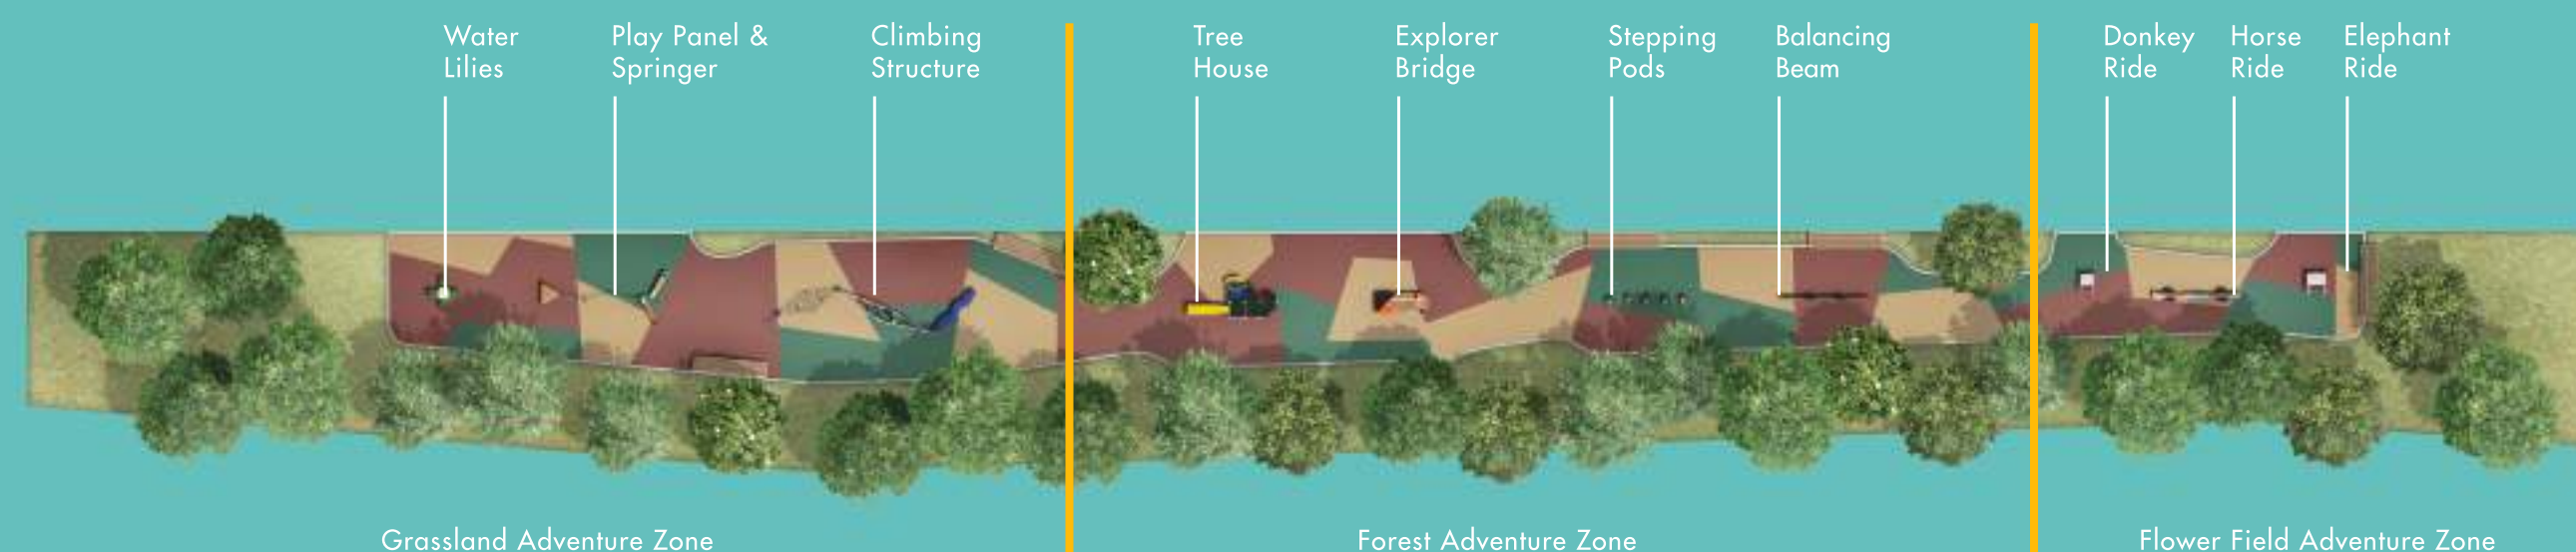 Water
Lilies
Play Panel &
Springer
Climbing
Structure
Tree
House
Explorer
Bridge
Stepping
Pods
Balancing
Beam
Donkey
Ride
Horse
Ride
Elephant
Ride
Grassland Adventure Zone
Forest Adventure Zone
Flower Field Adventure Zone